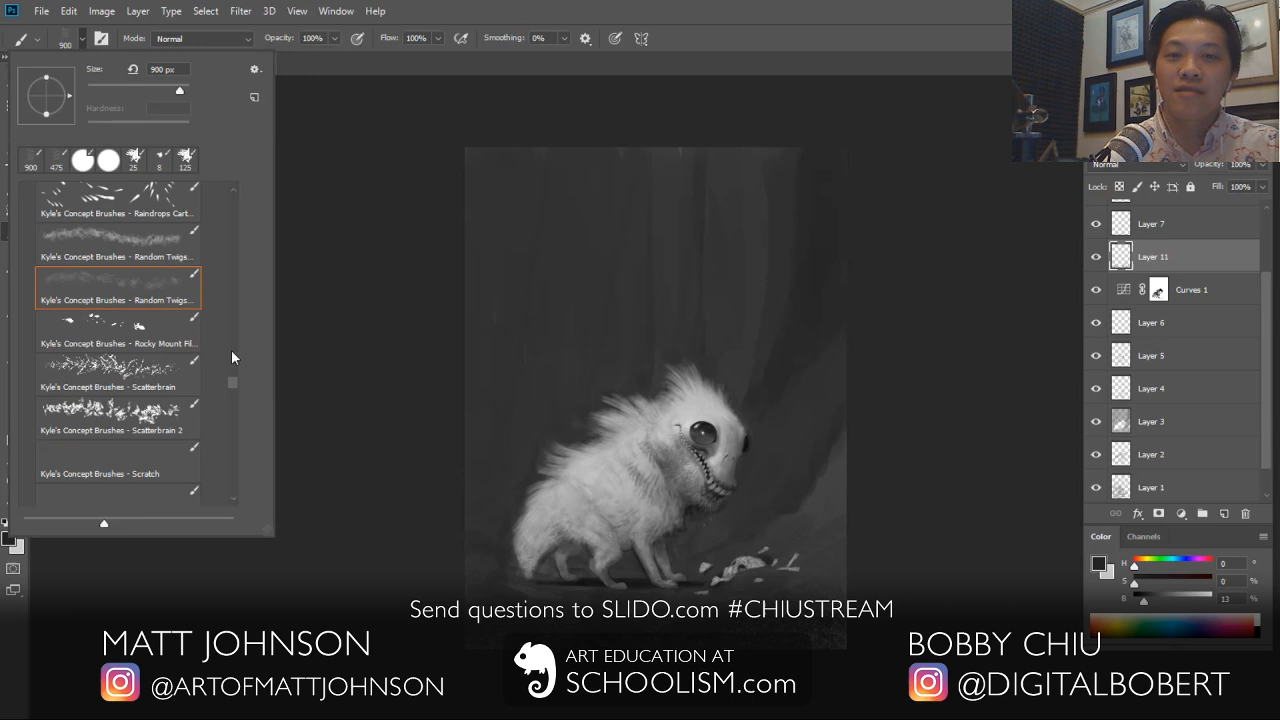 Ps File Edit Image Layer Type Select Filter 3D View Window Help
900 Mode: Normal Opacity: 100% Flow: 100% Smoothing: 0%
Size: 900 px
Hardness:
900 475 25 8 125
Kyle's Concept Brushes - Raindrops Cart...
Kyle's Concept Brushes - Random Twigs...
Kyle's Concept Brushes - Random Twigs...
Kyle's Concept Brushes - Rocky Mount Fil...
Kyle's Concept Brushes - Scatterbrain
Kyle's Concept Brushes - Scatterbrain 2
Kyle's Concept Brushes - Scratch
Normal Opacity: 100%
Lock: Fill: 100%
Layer 7
Layer 11
Curves 1
Layer 6
Layer 5
Layer 4
Layer 3
Layer 2
Layer 1
fx
Color Channels
H 0 °
S 0 %
B 13 %
Send questions to SLIDO.com #CHIUSTREAM
MATT JOHNSON
@ARTOFMATTJOHNSON
ART EDUCATION AT
SCHOOLISM.com
BOBBY CHIU
@DIGITALBOBERT